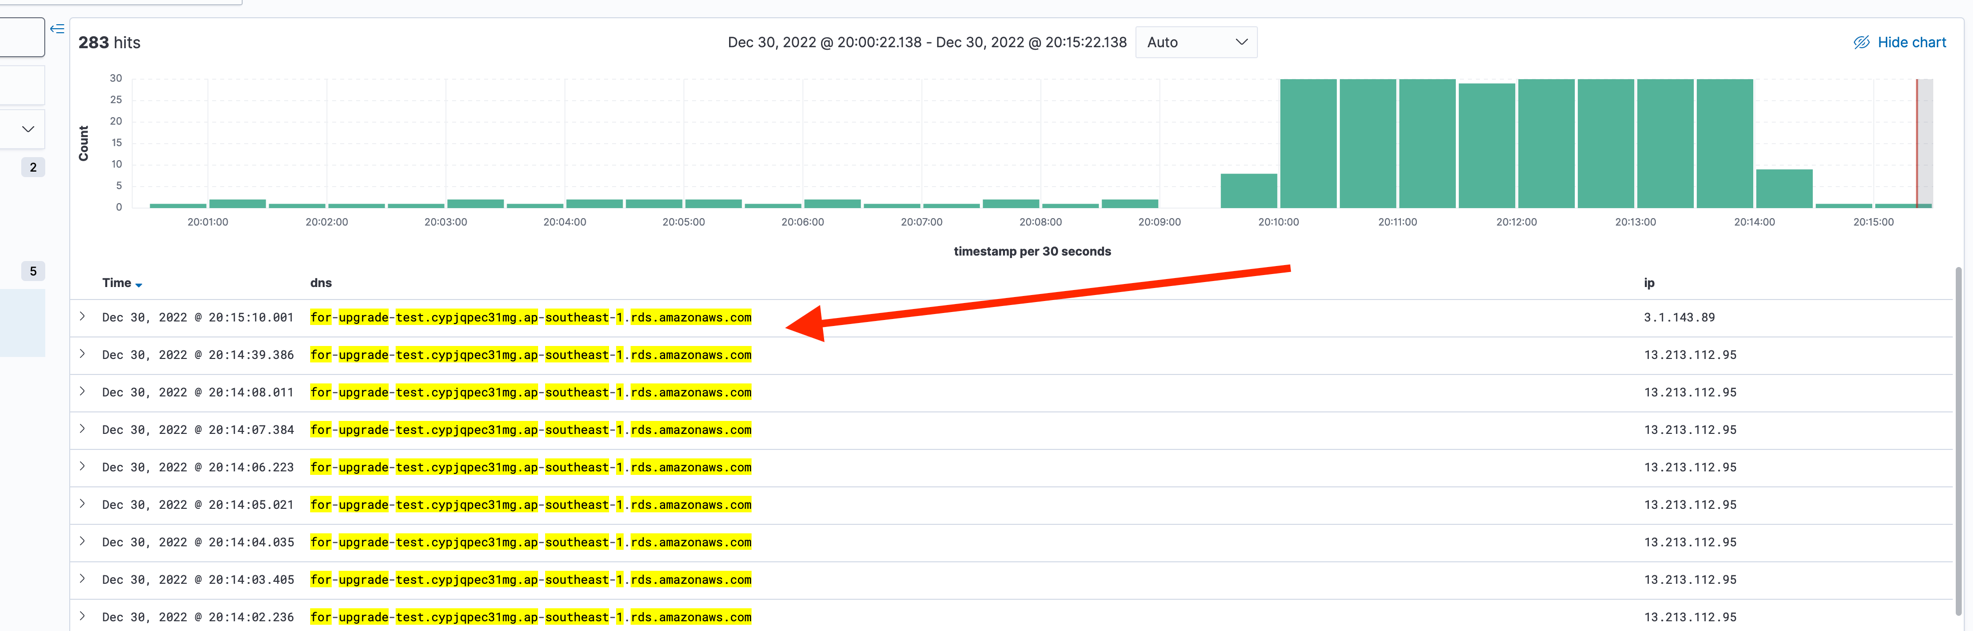 283 hits
Dec 30, 2022 @ 20:00:22.138 - Dec 30, 2022 @ 20:15:22.138
Auto
Hide chart
Count
30
25
20
15
10
5
0
20:01:00 20:02:00 20:03:00 20:04:00 20:05:00 20:06:00 20:07:00 20:08:00 20:09:00 20:10:00 20:11:00 20:12:00 20:13:00 20:14:00 20:15:00
timestamp per 30 seconds
2
5
Time dns ip
Dec 30, 2022 @ 20:15:10.001 for-upgrade-test.cypjqpec31mg.ap-southeast-1.rds.amazonaws.com 3.1.143.89
Dec 30, 2022 @ 20:14:39.386 for-upgrade-test.cypjqpec31mg.ap-southeast-1.rds.amazonaws.com 13.213.112.95
Dec 30, 2022 @ 20:14:08.011 for-upgrade-test.cypjqpec31mg.ap-southeast-1.rds.amazonaws.com 13.213.112.95
Dec 30, 2022 @ 20:14:07.384 for-upgrade-test.cypjqpec31mg.ap-southeast-1.rds.amazonaws.com 13.213.112.95
Dec 30, 2022 @ 20:14:06.223 for-upgrade-test.cypjqpec31mg.ap-southeast-1.rds.amazonaws.com 13.213.112.95
Dec 30, 2022 @ 20:14:05.021 for-upgrade-test.cypjqpec31mg.ap-southeast-1.rds.amazonaws.com 13.213.112.95
Dec 30, 2022 @ 20:14:04.035 for-upgrade-test.cypjqpec31mg.ap-southeast-1.rds.amazonaws.com 13.213.112.95
Dec 30, 2022 @ 20:14:03.405 for-upgrade-test.cypjqpec31mg.ap-southeast-1.rds.amazonaws.com 13.213.112.95
Dec 30, 2022 @ 20:14:02.236 for-upgrade-test.cypjqpec31mg.ap-southeast-1.rds.amazonaws.com 13.213.112.95